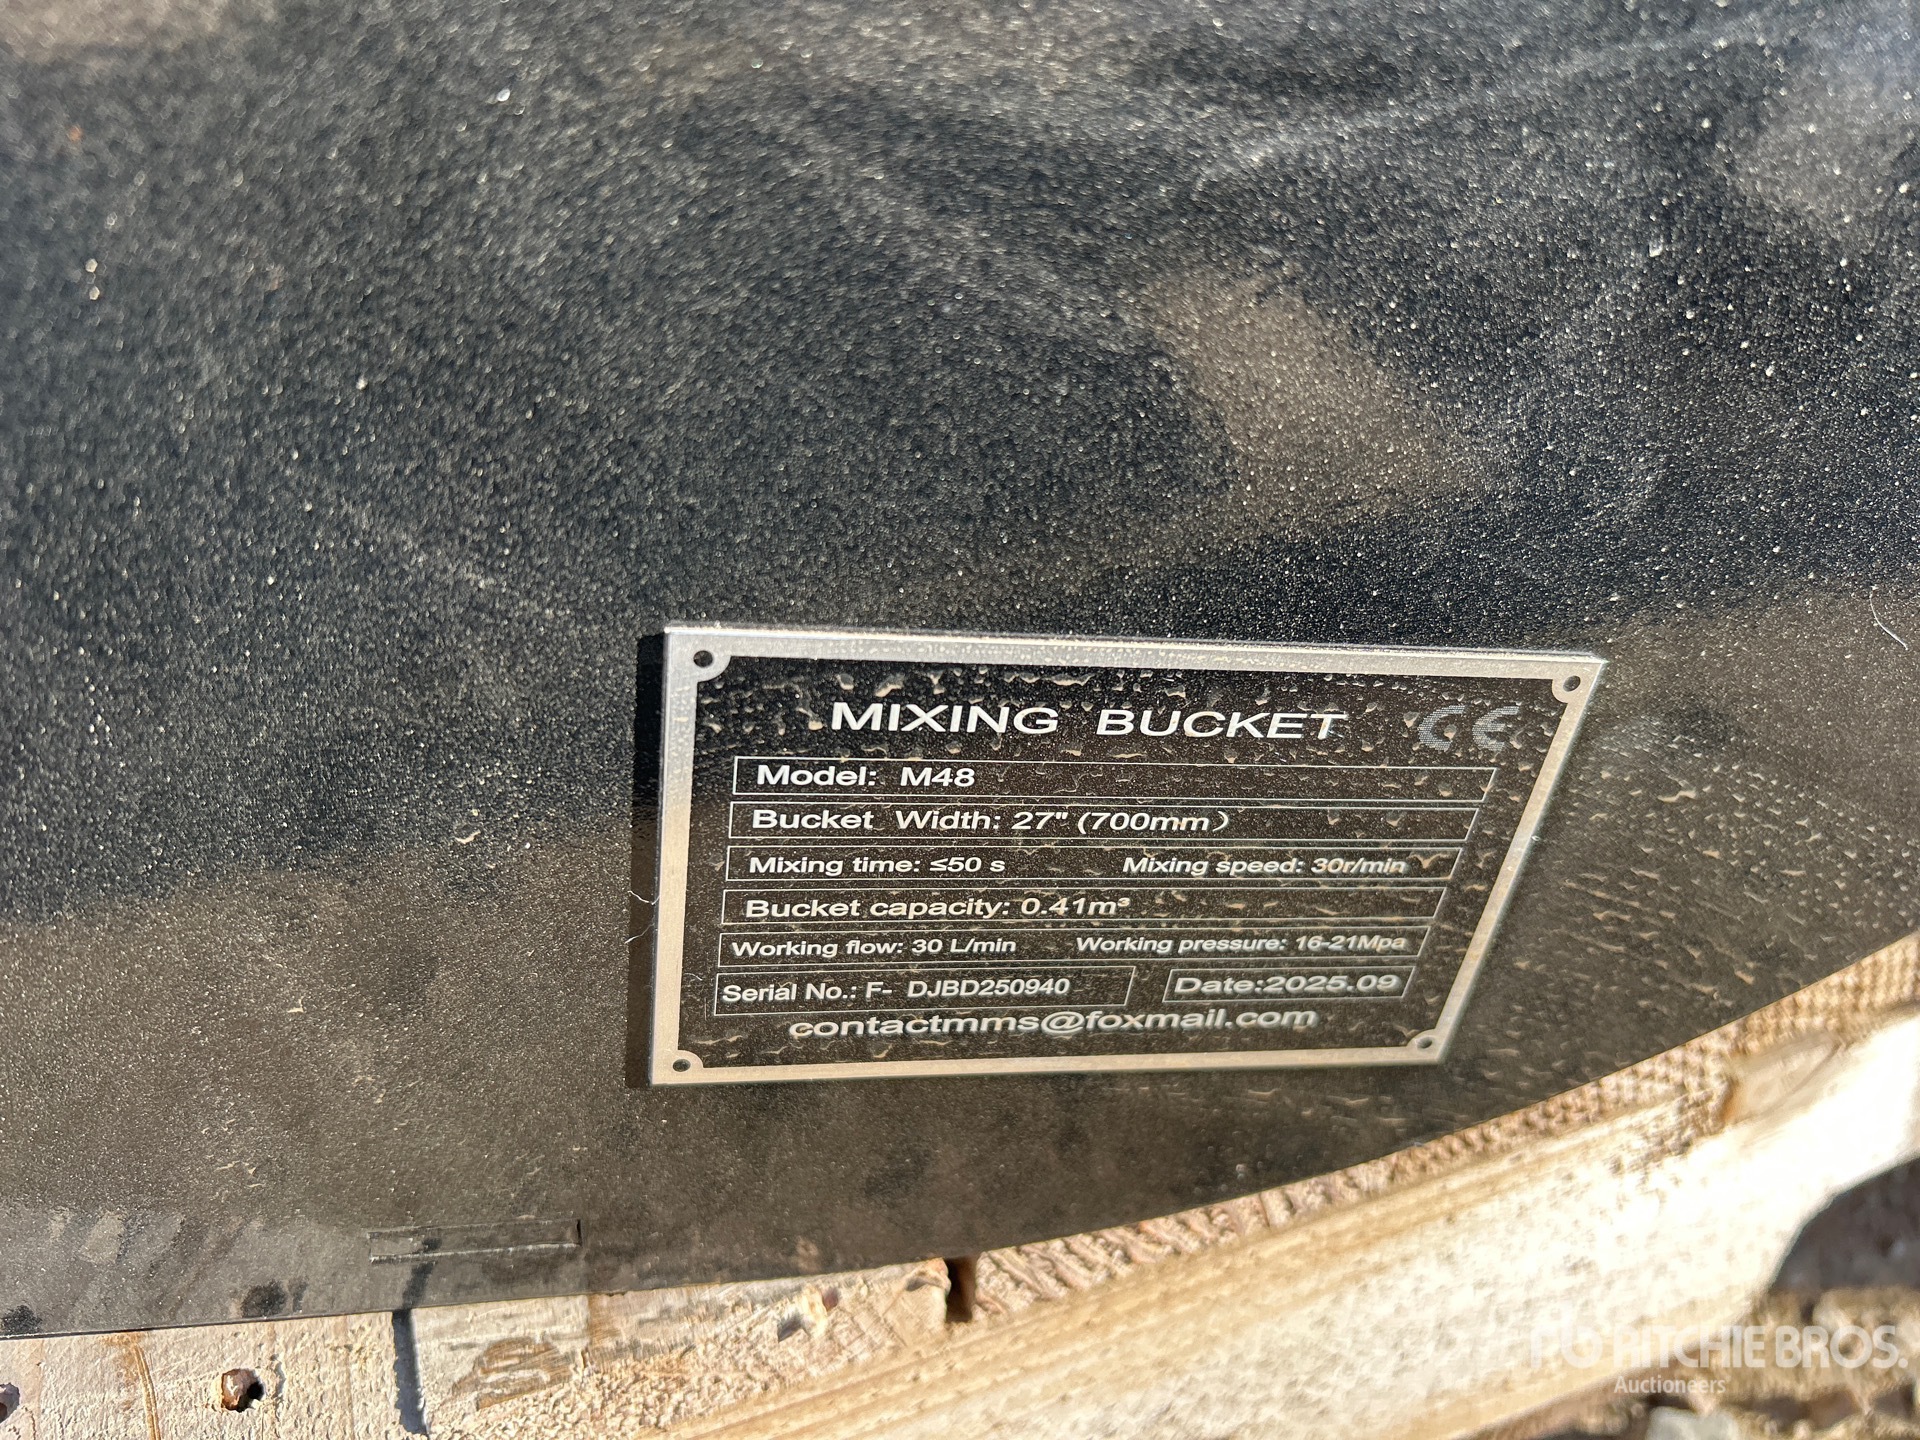 MIXING BUCKET CE
Model: M48
Bucket Width: 27" (700mm)
Mixing time: ≤50 s Mixing speed: 30r/min
Bucket capacity: 0.41m³
Working flow: 30 L/min Working pressure: 16-21Mpa
Serial No.: F- DJBD250940 Date:2025.09
contactmms@foxmail.com
RITCHIE BROS.
Auctioneers